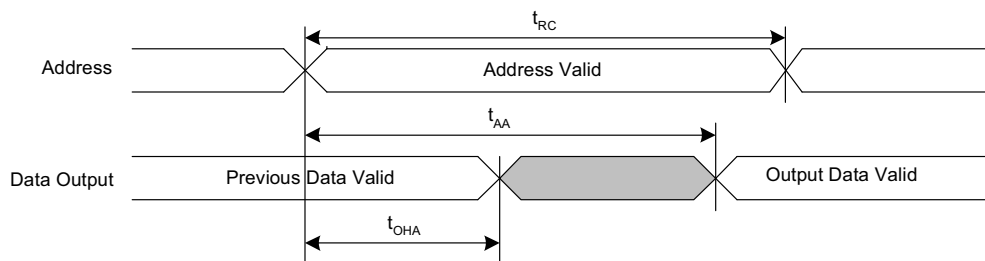 tRC
Address
Address Valid
tAA
Data Output
Previous Data Valid
Output Data Valid
tOHA